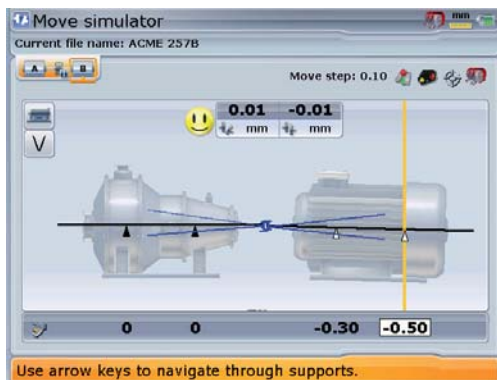 Move simulator
mm
Current file name: ACME 257B
A B
Move step: 0.10
V
0.01 -0.01
mm mm
0 0 -0.30 -0.50
Use arrow keys to navigate through supports.